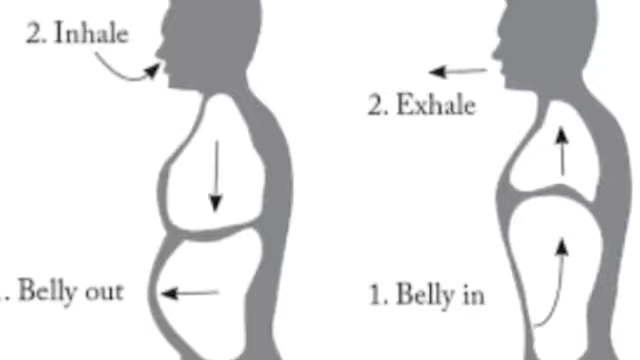 2. Inhale
2. Exhale
. Belly out
1. Belly in